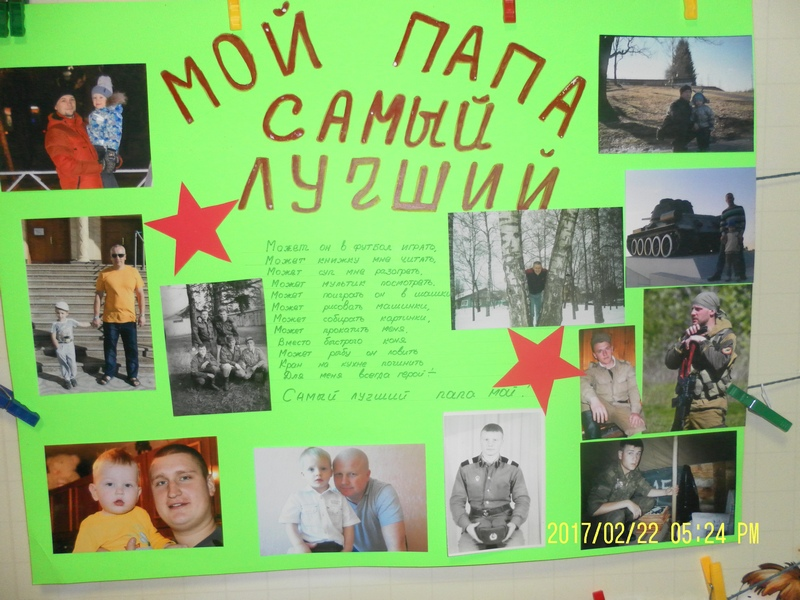 МОЙ ПАПА
САМЫЙ
ЛУЧШИЙ
Может он в футбол играть,
Может книжку мне читать,
Может суп мне разогреть,
Может мультик посмотреть,
Может поиграть он в шашки,
Может рисовать машинки,
Может собирать картинки,
Может прокатить меня
Вместо быстрого коня.
Может рыбу он ловить
Кран на кухне починить
Для меня всегда герой –
Самый лучший папа мой.
2017/02/22 05:24 PM